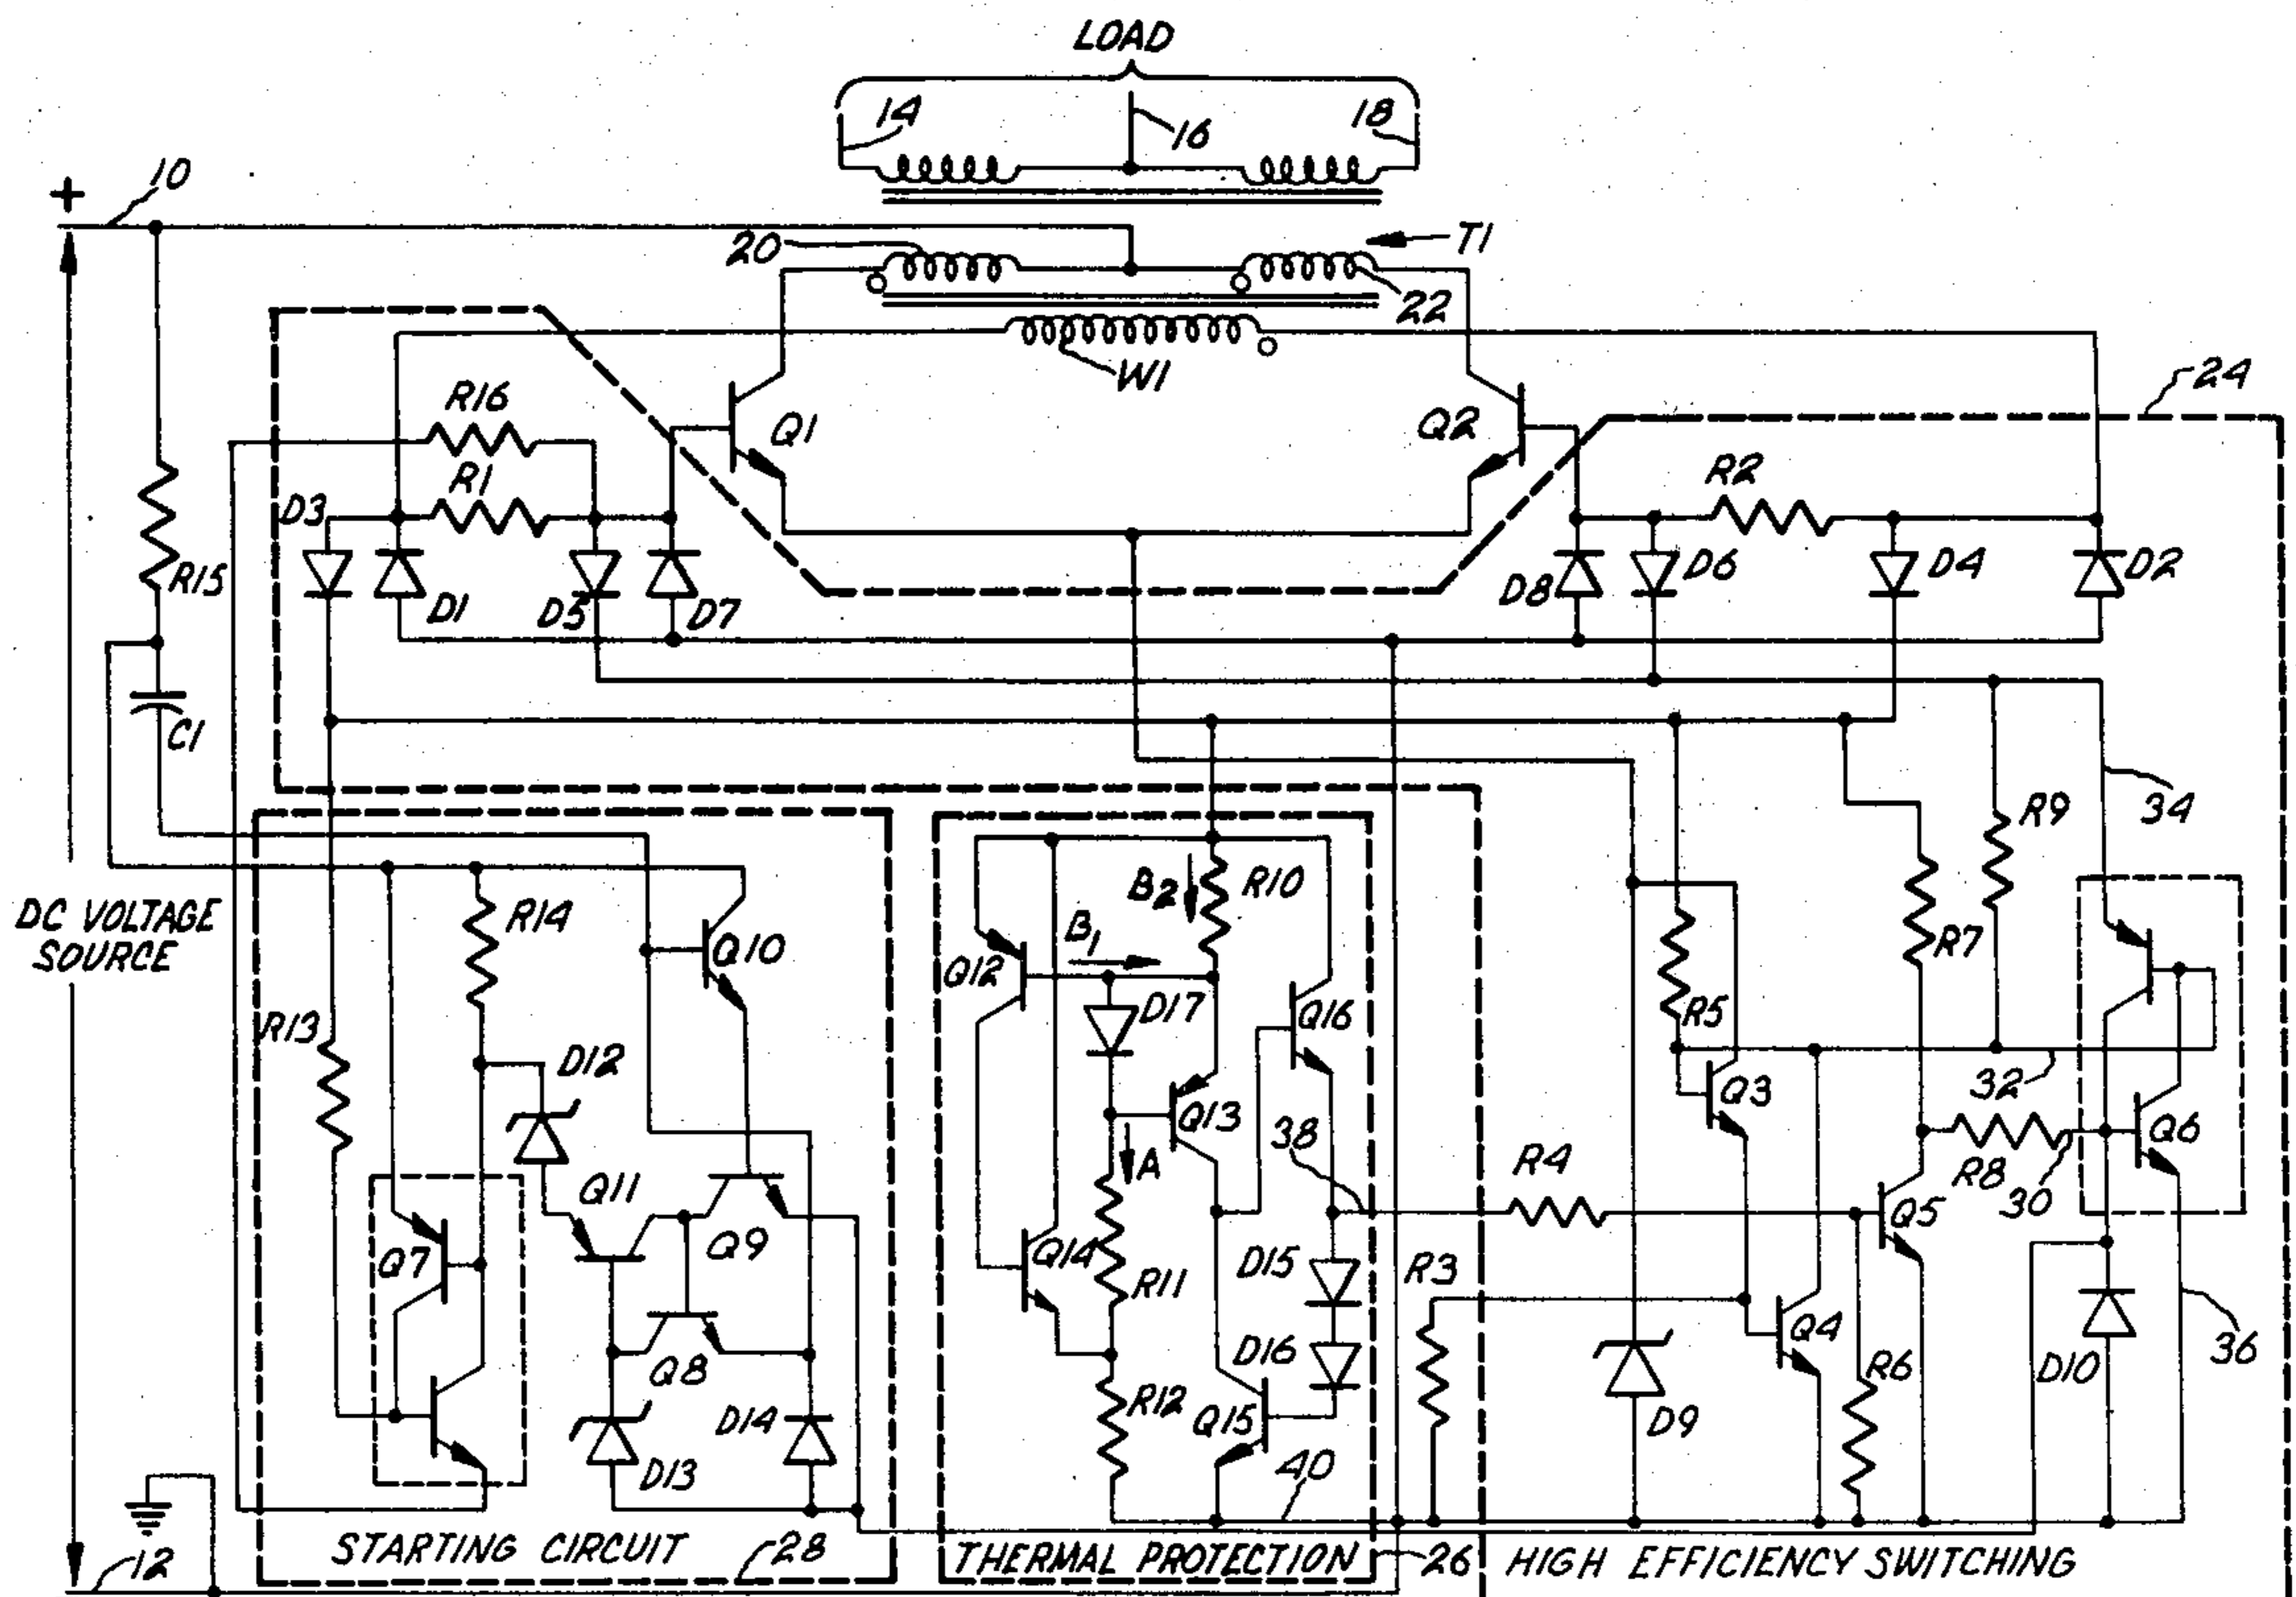 LOAD
14
16
18
+
10
20
T1
22
W1
24
R16
Q1
Q2
R1
R2
D3
R15
D1
D5
D7
D8
D6
D4
D2
C1
34
R9
B2
R10
DC VOLTAGE
SOURCE
R14
Q10
Q12
B1
R7
D17
Q16
R5
R13
D12
Q3
32
Q13
38
Q6
A
R4
R8
30
Q11
Q9
Q5
Q7
Q14
R11
D15
R3
Q4
36
Q8
D16
R6
D10
D14
R12
Q15
D9
D13
40
STARTING CIRCUIT
28
THERMAL PROTECTION
26
HIGH EFFICIENCY SWITCHING
12